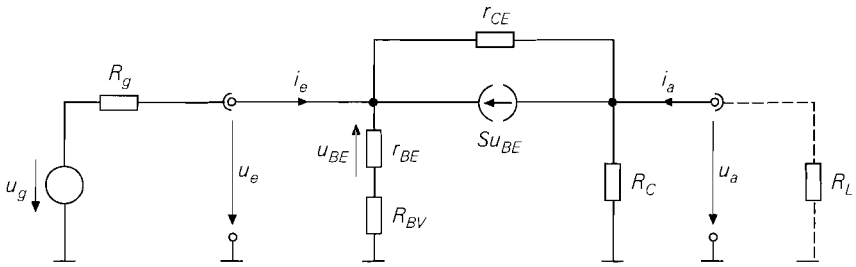 r_CE
R_g
i_e
i_a
Su_BE
u_BE
r_BE
u_g
u_e
R_C
u_a
R_L
R_BV